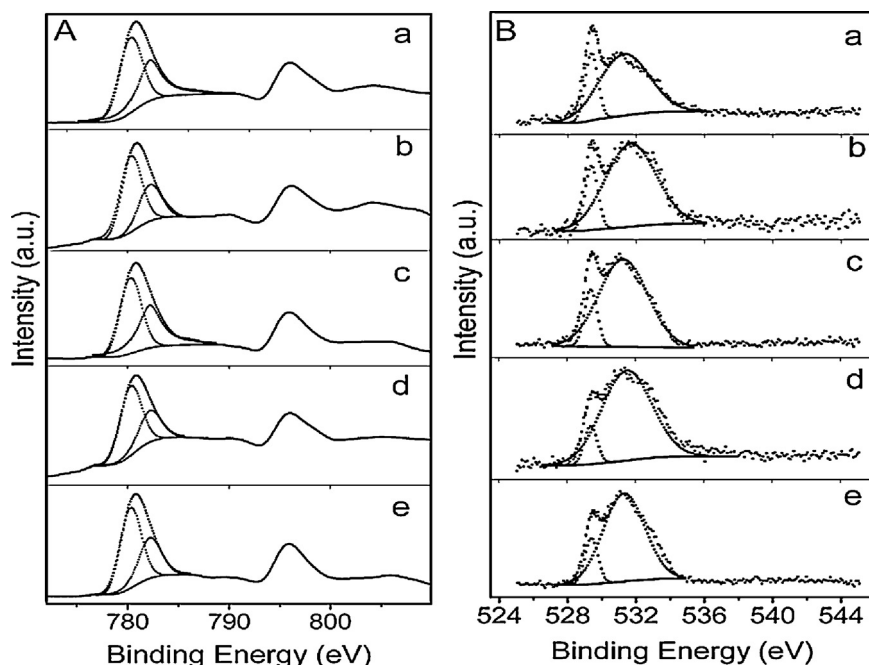 A
a
b
c
d
e
Intensity (a.u.)
780
790
800
Binding Energy (eV)
B
a
b
c
d
e
Intensity (a.u.)
524
528
532
536
540
544
Binding Energy (eV)